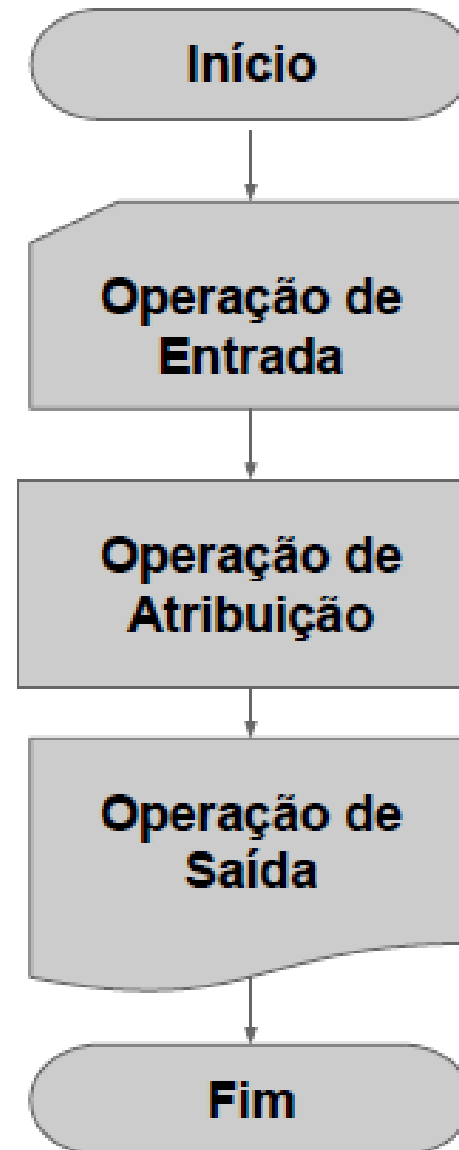 Início
Operação de
Entrada
Operação de
Atribuição
Operação de
Saída
Fim